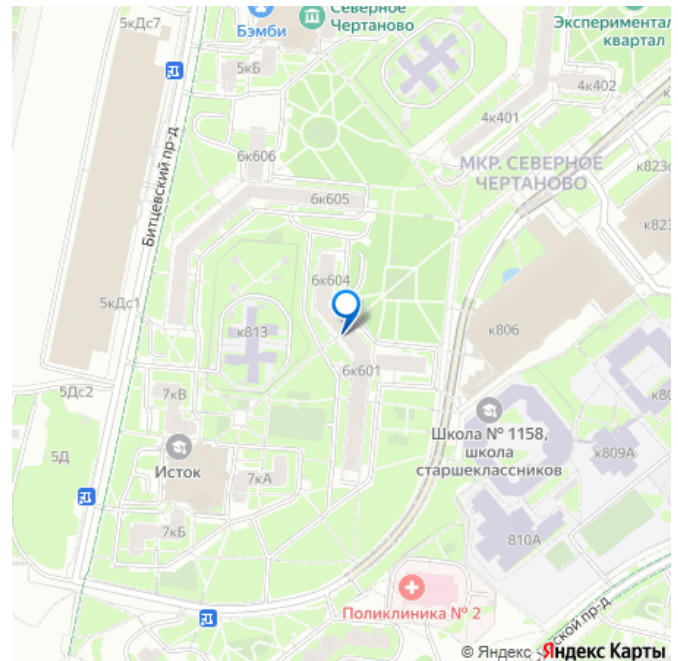 5кДс7
Бэмби
Северное
Чертаново
Экспериментал
квартал
5кБ
4к402
4к401
Битцевский пр-д
6к606
МКР. СЕВЕРНОЕ
ЧЕРТАНОВО
к823с
6к605
к823
6к604
5кДс1
к813
к806
6к601
5Дс2
7кВ
Школа № 1158,
школа
старшеклассников
к80
к809А
Исток
5Д
7кА
7кБ
810А
Поликлиника № 2
ской пр-д
© Яндекс
Яндекс Карты